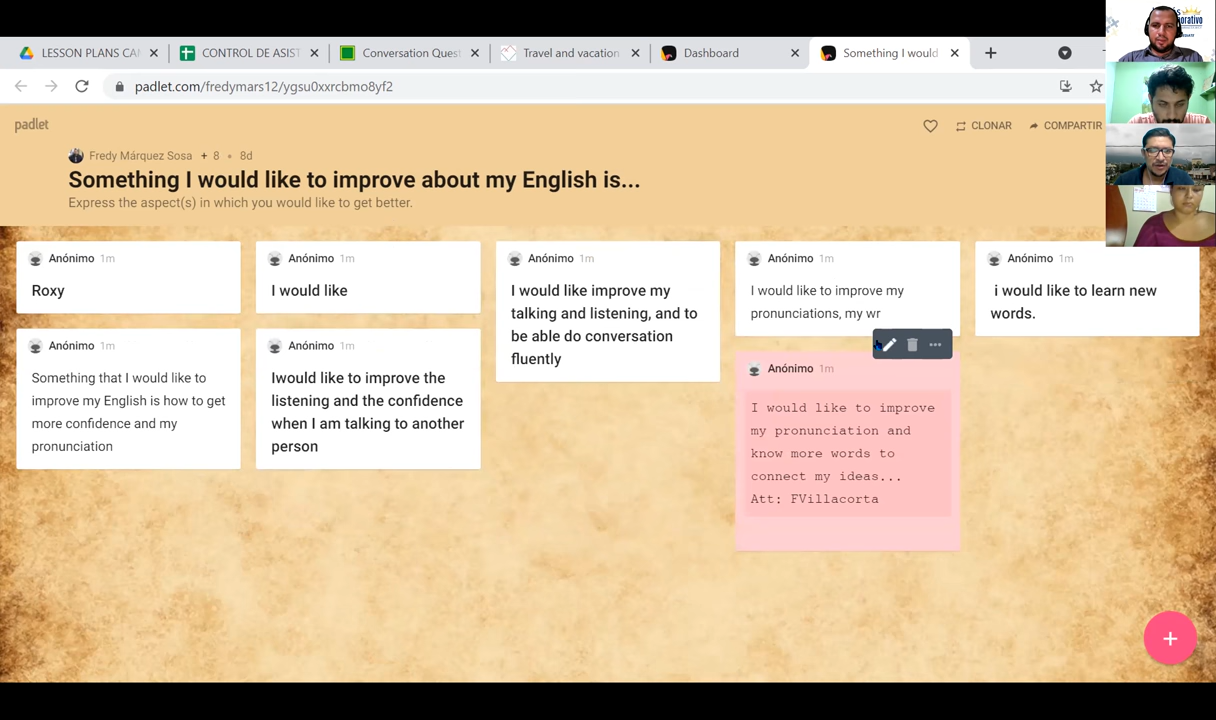 LESSON PLANS CA
CONTROL DE ASIST
Conversation Quest
Travel and vacation
Dashboard
Something I would
padlet.com/fredymars12/ygsu0xxrcbmo8yf2
padlet
CLONAR
COMPARTIR
Fredy Márquez Sosa + 8 • 8d
Something I would like to improve about my English is...
Express the aspect(s) in which you would like to get better.
Anónimo 1m
Roxy
Anónimo 1m
Something that I would like to
improve my English is how to get
more confidence and my
pronunciation
Anónimo 1m
I would like
Anónimo 1m
Iwould like to improve the
listening and the confidence
when I am talking to another
person
Anónimo 1m
I would like improve my
talking and listening, and to
be able do conversation
fluently
Anónimo 1m
I would like to improve my
pronunciations, my wr
Anónimo 1m
I would like to improve
my pronunciation and
know more words to
connect my ideas...
Att: FVillacorta
Anónimo 1m
i would like to learn new
words.